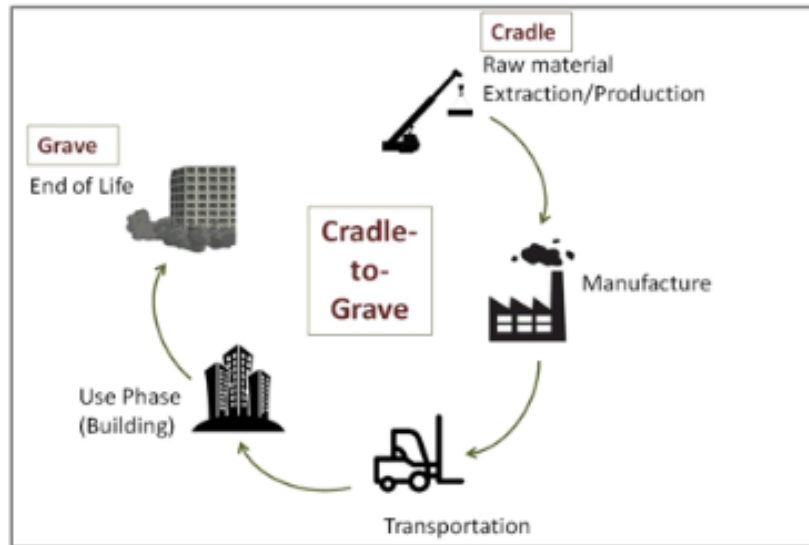 Cradle
Raw material
Extraction/Production
Grave
End of Life
Cradle-
to-
Grave
Manufacture
Use Phase
(Building)
Transportation